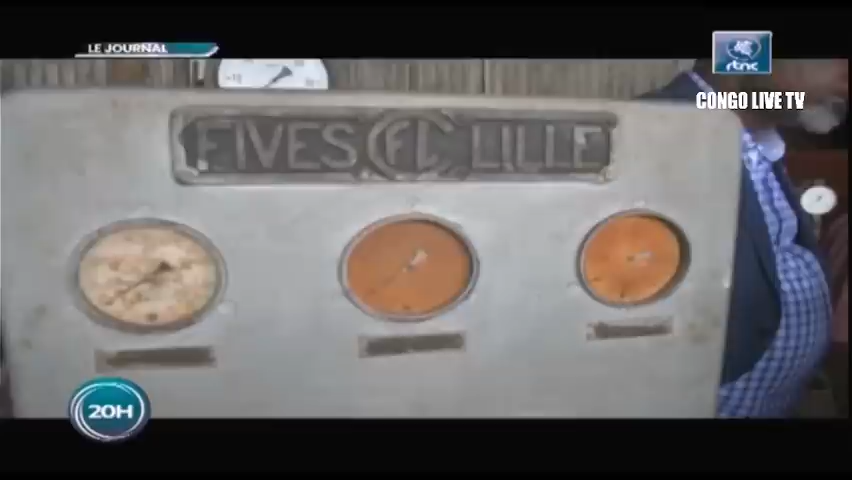 LE JOURNAL
rtnc
CONGO LIVE TV
FIVES FL LILLE
20H